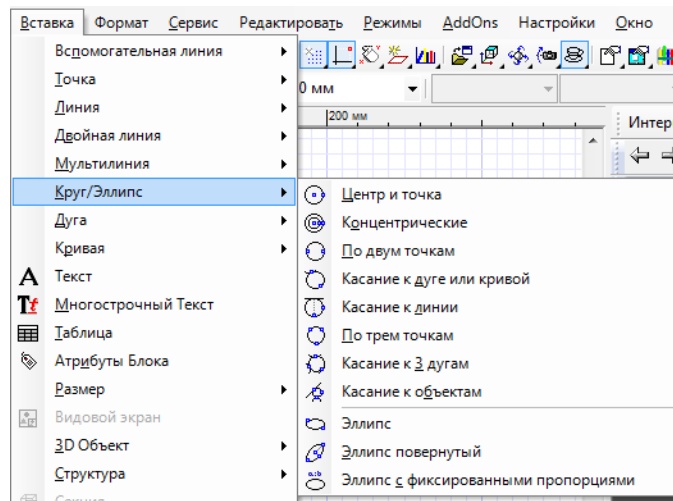 Вставка Формат Сервис Редактировать Режимы AddOns Настройки Окно
Вспомогательная линия
Точка
0 мм
Линия
200 мм
Интер
Двойная линия
Мультилиния
Круг/Эллипс
Центр и точка
Дуга
Концентрические
Кривая
По двум точкам
A Текст
Касание к дуге или кривой
Tt Многострочный Текст
Касание к линии
Таблица
По трем точкам
Атрибуты Блока
Касание к 3 дугам
Размер
Касание к объектам
Видовой экран
Эллипс
3D Объект
Эллипс повернутый
Структура
a:b
Эллипс с фиксированными пропорциями